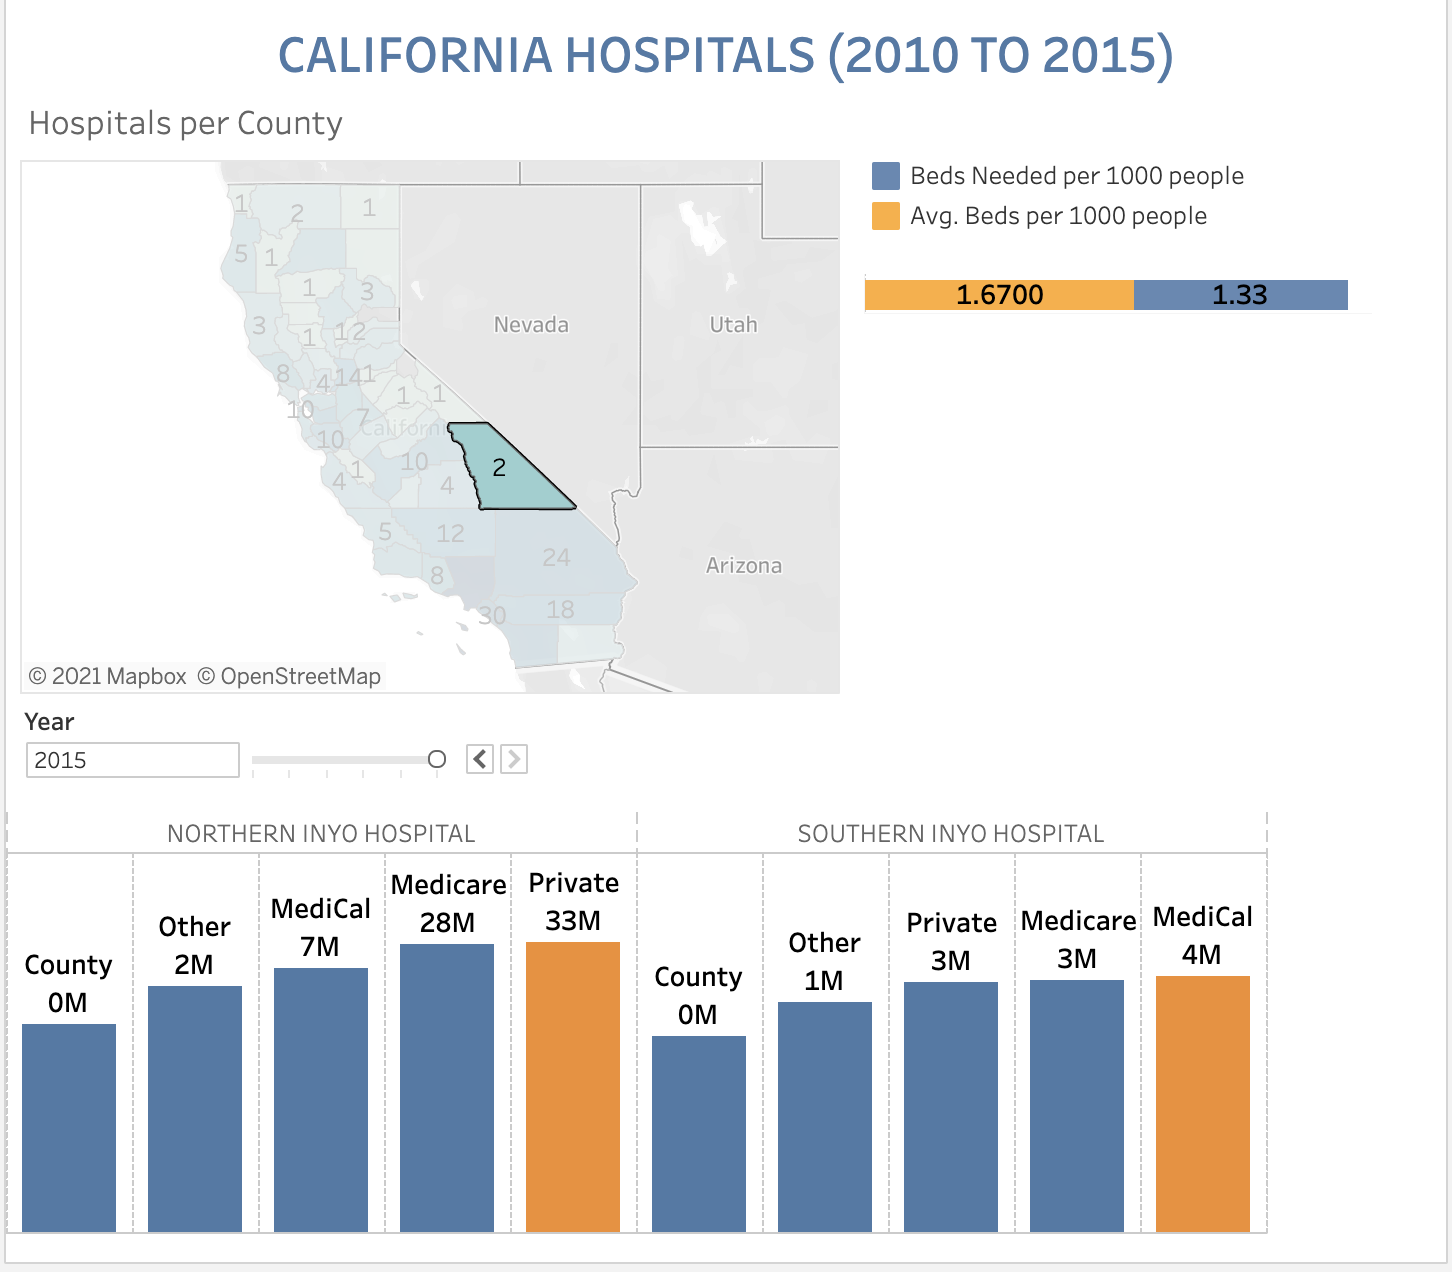 CALIFORNIA HOSPITALS (2010 TO 2015)
Hospitals per County
Beds Needed per 1000 people
Avg. Beds per 1000 people
1.6700 1.33
1 2 1
5 1
1 3
3 1 12
8 4 14 1
10 1 1
7
10 California
10
4 1 4
2
5 12
24
8
30 18
Nevada
Utah
Arizona
© 2021 Mapbox © OpenStreetMap
Year
2015
NORTHERN INYO HOSPITAL
County
0M
Other
2M
MediCal
7M
Medicare
28M
Private
33M
SOUTHERN INYO HOSPITAL
County
0M
Other
1M
Private
3M
Medicare
3M
MediCal
4M